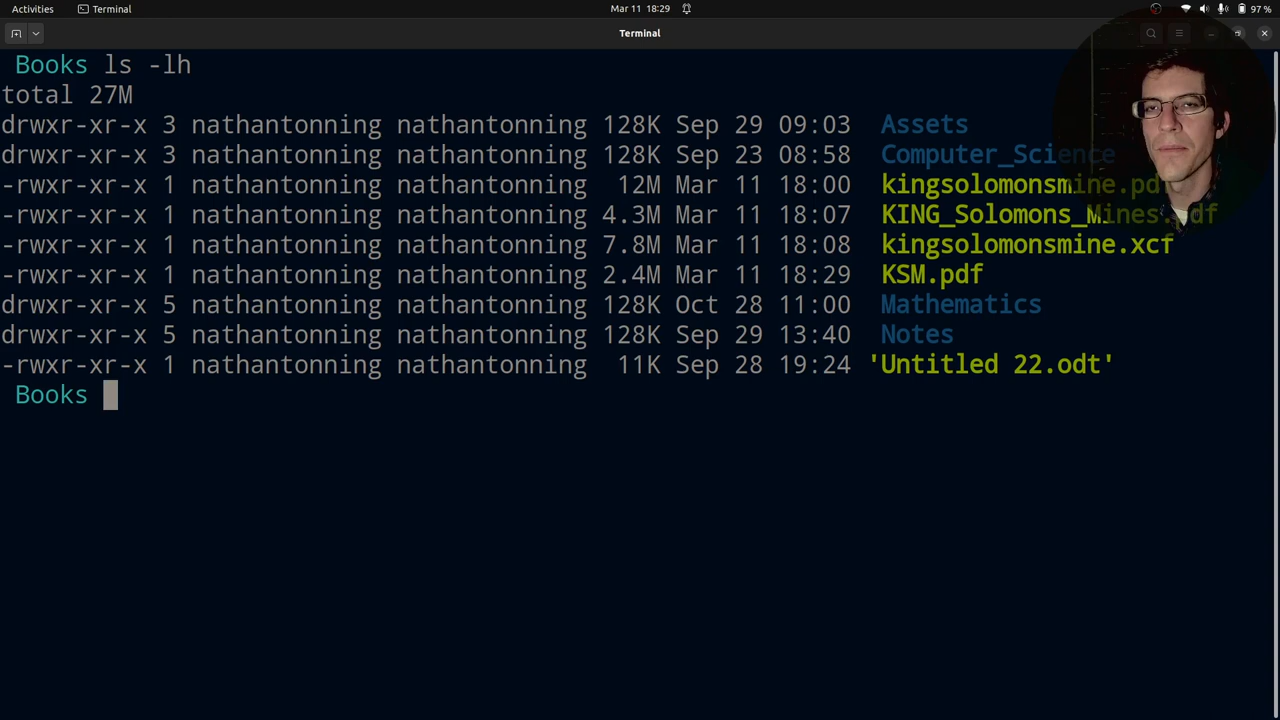 Activities Terminal Mar 11 18:29 97 %
Terminal
Books ls -lh
total 27M
drwxr-xr-x 3 nathantonning nathantonning 128K Sep 29 09:03 Assets
drwxr-xr-x 3 nathantonning nathantonning 128K Sep 23 08:58 Computer_Science
-rwxr-xr-x 1 nathantonning nathantonning 12M Mar 11 18:00 kingsolomonsmine.pdf
-rwxr-xr-x 1 nathantonning nathantonning 4.3M Mar 11 18:07 KING_Solomons_Mines.pdf
-rwxr-xr-x 1 nathantonning nathantonning 7.8M Mar 11 18:08 kingsolomonsmine.xcf
-rwxr-xr-x 1 nathantonning nathantonning 2.4M Mar 11 18:29 KSM.pdf
drwxr-xr-x 5 nathantonning nathantonning 128K Oct 28 11:00 Mathematics
drwxr-xr-x 5 nathantonning nathantonning 128K Sep 29 13:40 Notes
-rwxr-xr-x 1 nathantonning nathantonning 11K Sep 28 19:24 'Untitled 22.odt'
Books